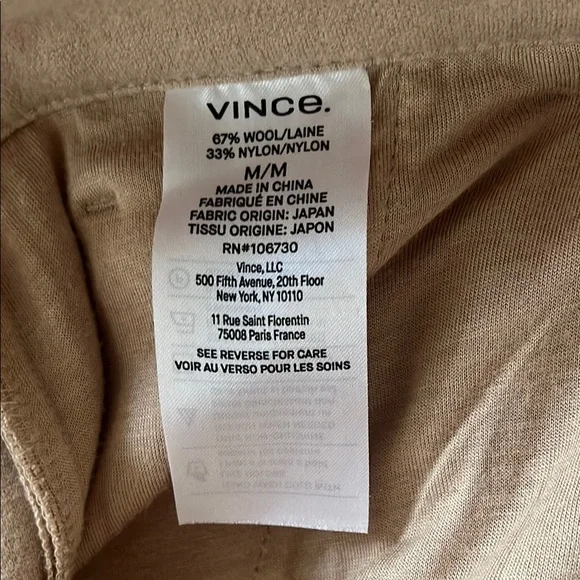 VINCE.
67% WOOL/LAINE
33% NYLON/NYLON
M/M
MADE IN CHINA
FABRIQUÉ EN CHINE
FABRIC ORIGIN: JAPAN
TISSU ORIGINE: JAPON
RN#106730
Vince, LLC
500 Fifth Avenue, 20th Floor
New York, NY 10110
11 Rue Saint Florentin
75008 Paris France
SEE REVERSE FOR CARE
VOIR AU VERSO POUR LES SOINS